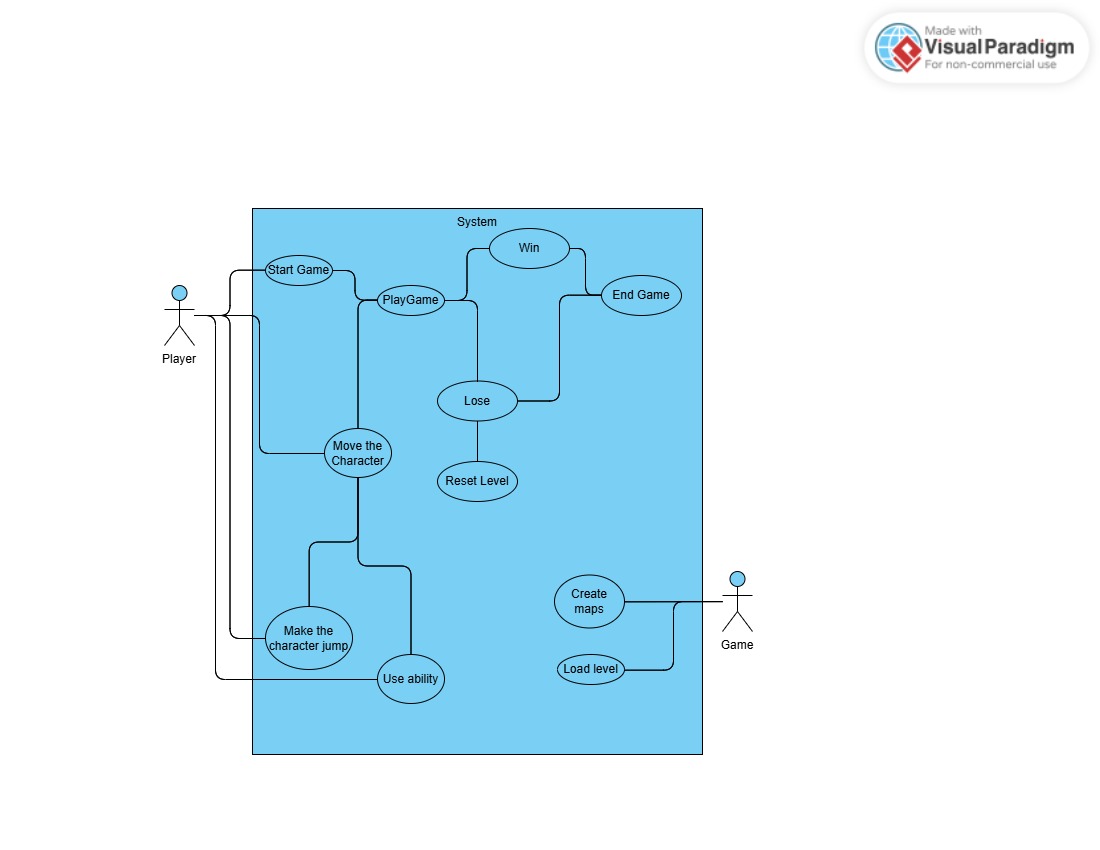 Made with
Visual Paradigm
For non-commercial use
System
Win
Start Game
PlayGame
End Game
Player
Lose
Move the
Character
Reset Level
Create
maps
Game
Make the
character jump
Load level
Use ability